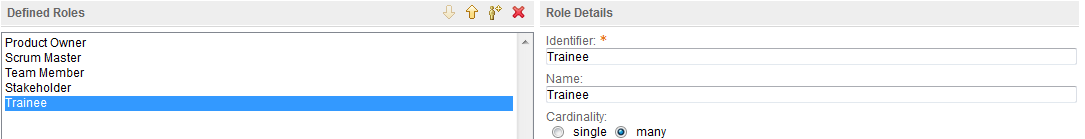 Defined Roles
Product Owner
Scrum Master
Team Member
Stakeholder
Trainee
Role Details
Identifier: *
Trainee
Name:
Trainee
Cardinality:
single many